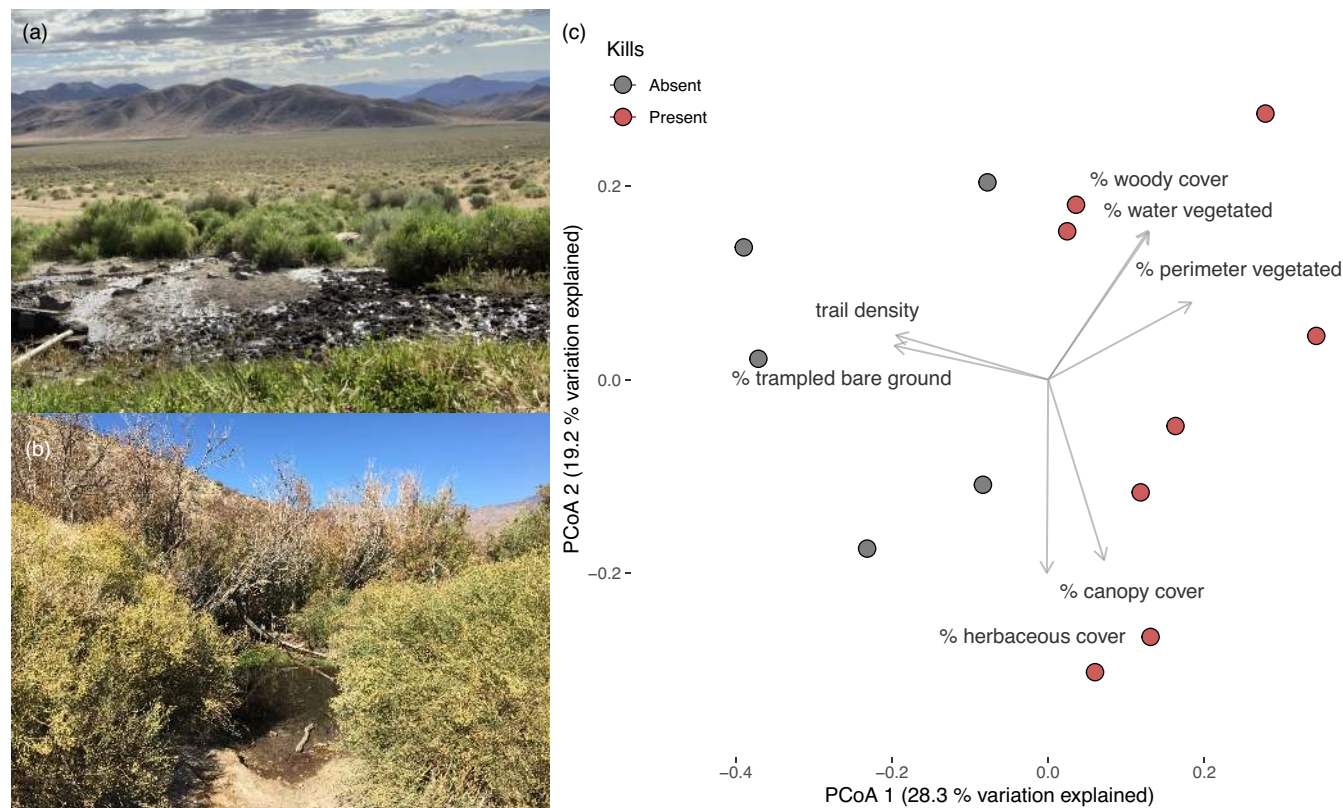 (a)
(b)
(c)
Kills
Absent
Present
% woody cover
% water vegetated
% perimeter vegetated
trail density
% trampled bare ground
% canopy cover
% herbaceous cover
0.2
0.0
−0.2
PCoA 2 (19.2 % variation explained)
−0.4
−0.2
0.0
0.2
PCoA 1 (28.3 % variation explained)